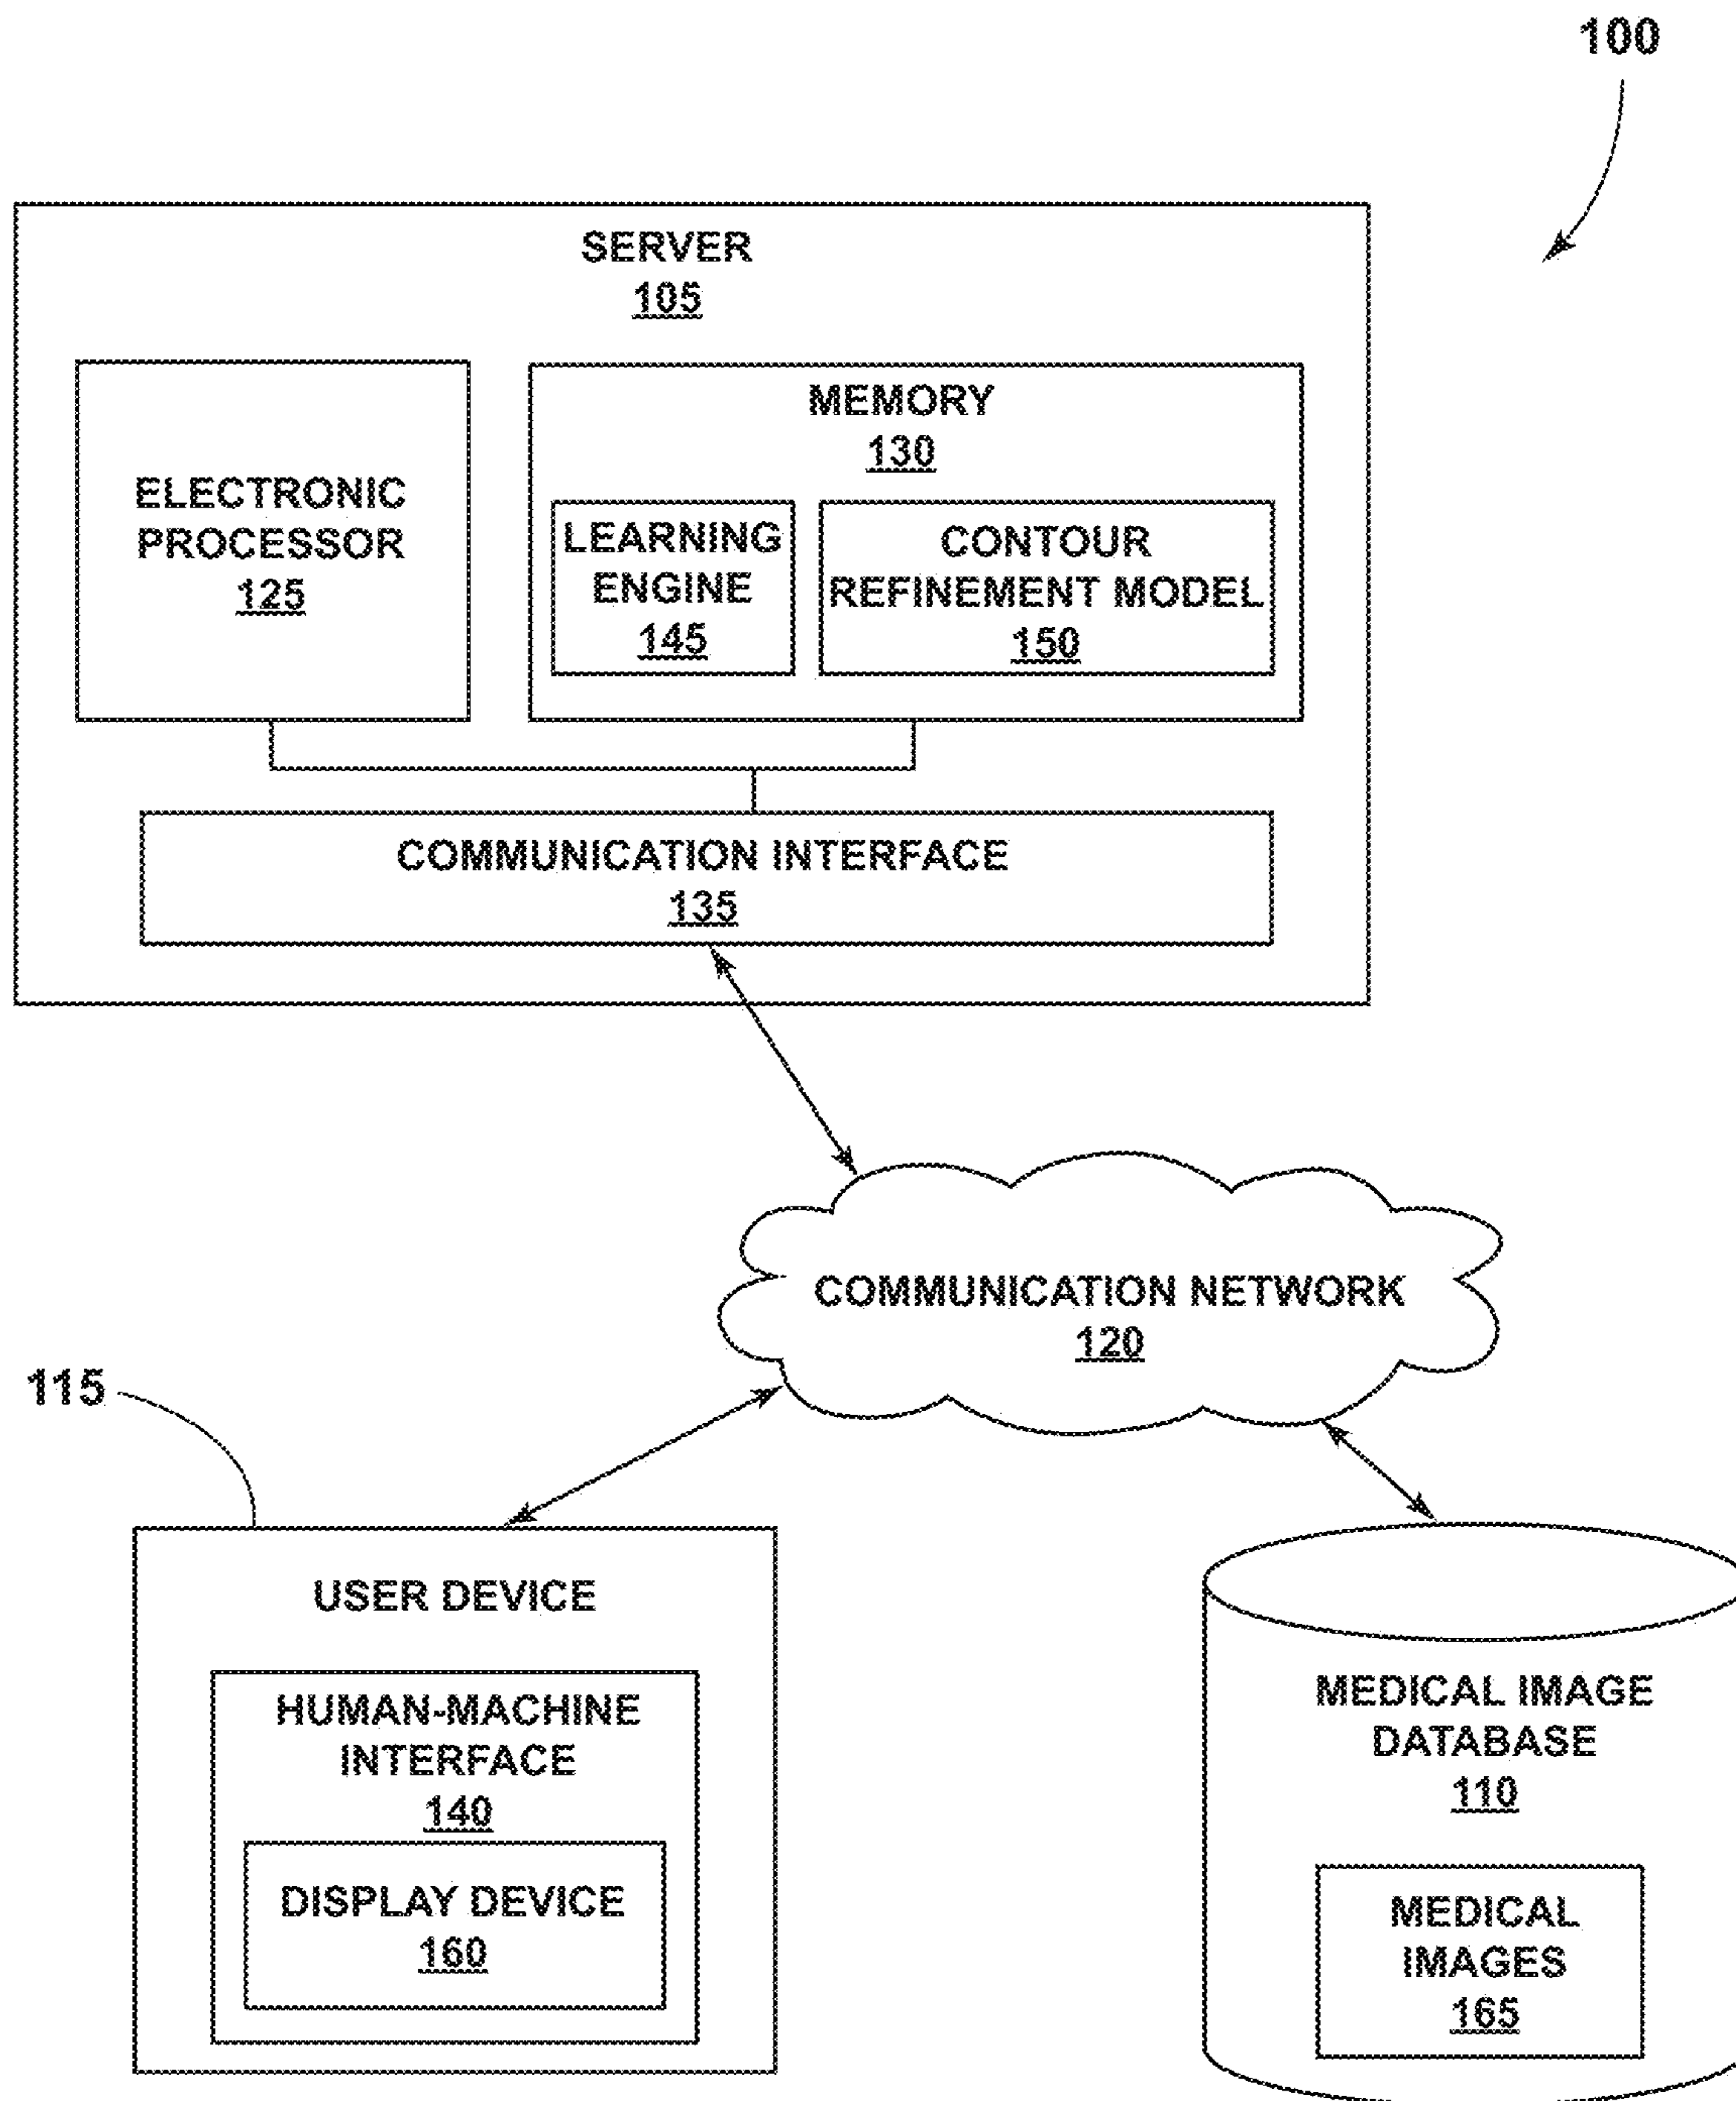 100
SERVER
105
ELECTRONIC
PROCESSOR
125
MEMORY
130
LEARNING
ENGINE
145
CONTOUR
REFINEMENT MODEL
150
COMMUNICATION INTERFACE
135
COMMUNICATION NETWORK
120
115
USER DEVICE
HUMAN-MACHINE
INTERFACE
140
DISPLAY DEVICE
160
MEDICAL IMAGE
DATABASE
110
MEDICAL
IMAGES
165